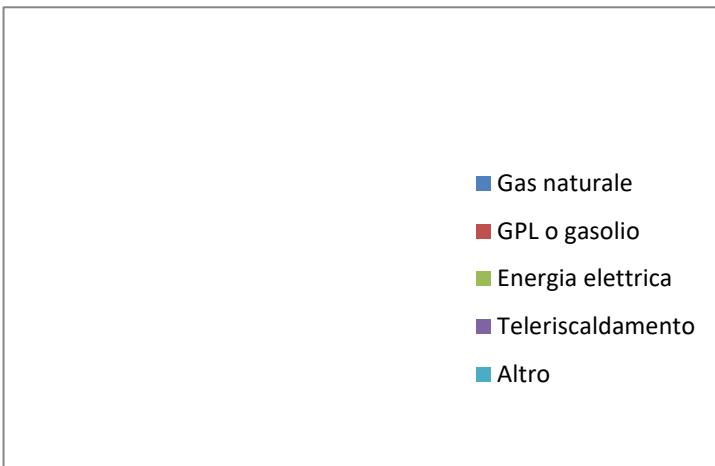 Gas naturale
GPL o gasolio
Energia elettrica
Teleriscaldamento
Altro